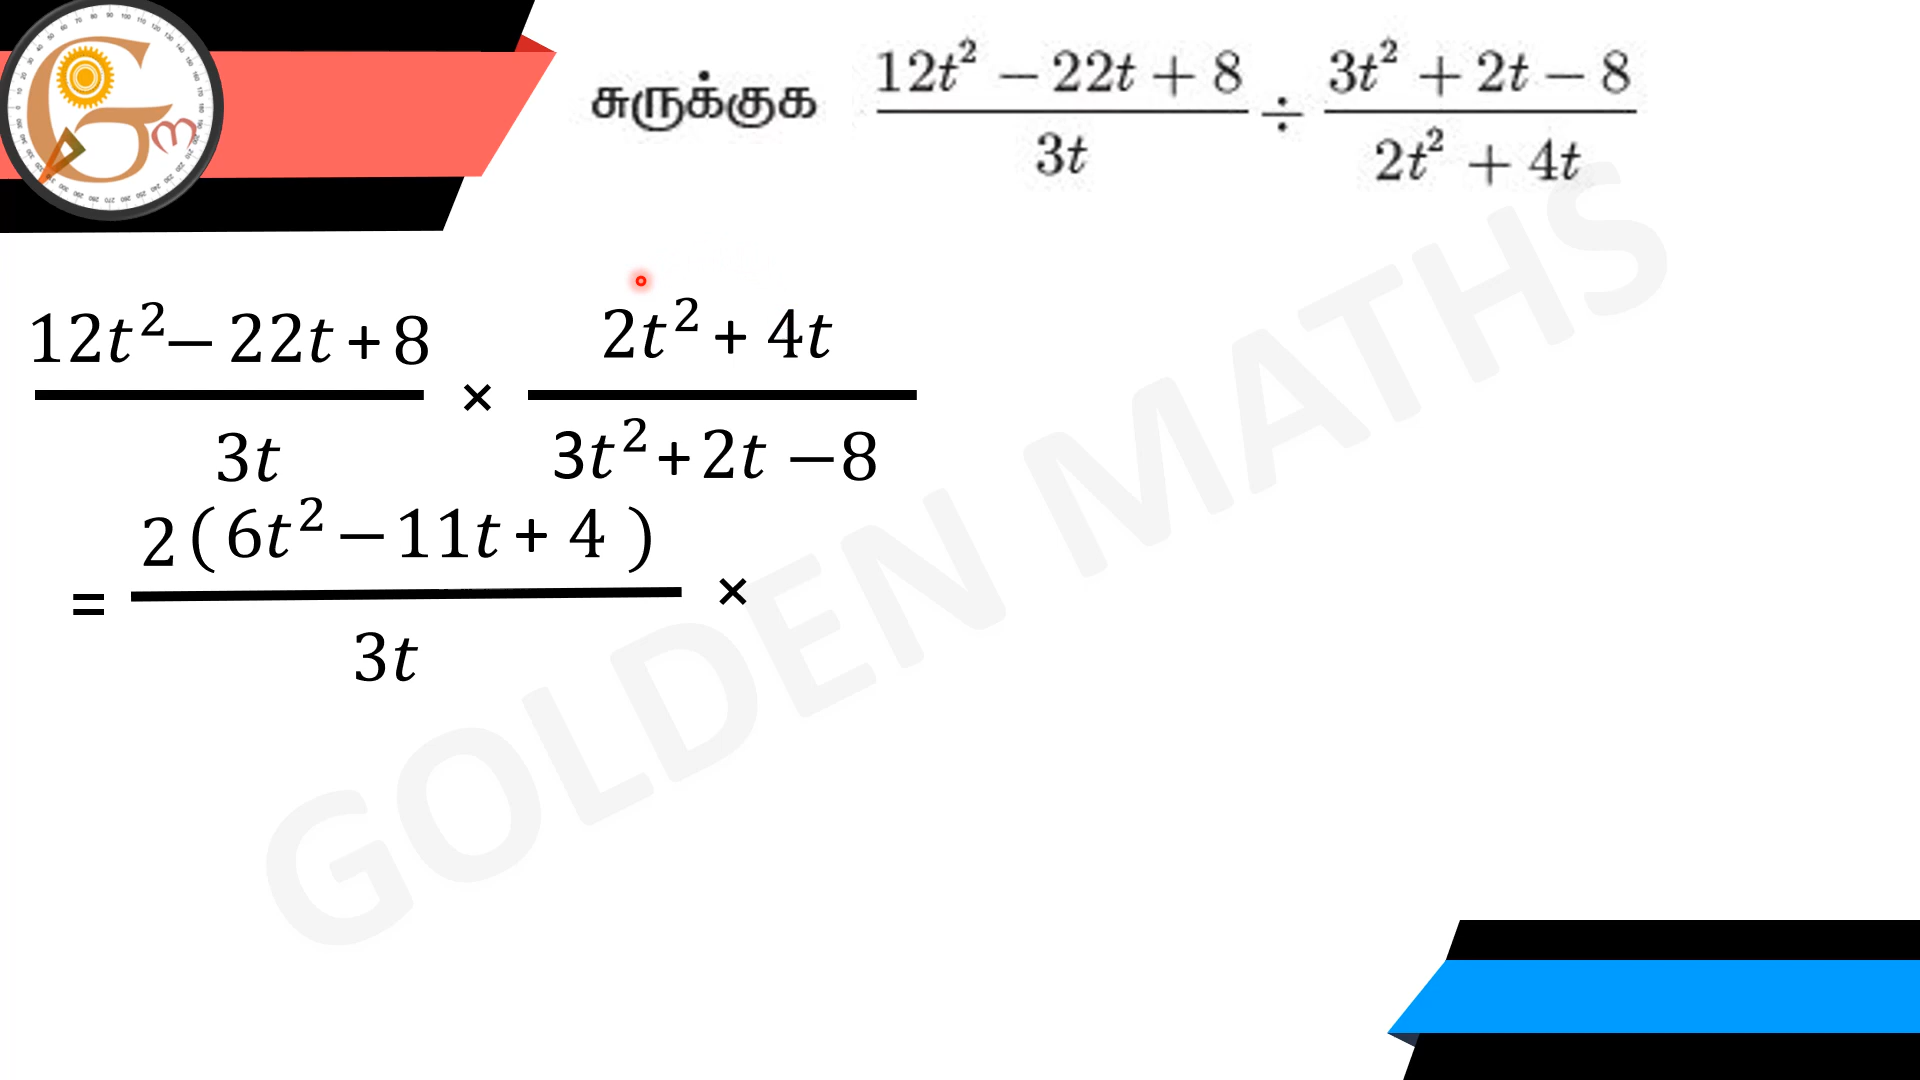 சுருக்குக 12t² − 22t + 8 / 3t ÷ 3t² + 2t − 8 / 2t² + 4t
12t² − 22t + 8 / 3t × 2t² + 4t / 3t² + 2t − 8
= 2 ( 6t² − 11t + 4 ) / 3t ×
GOLDEN MATHS